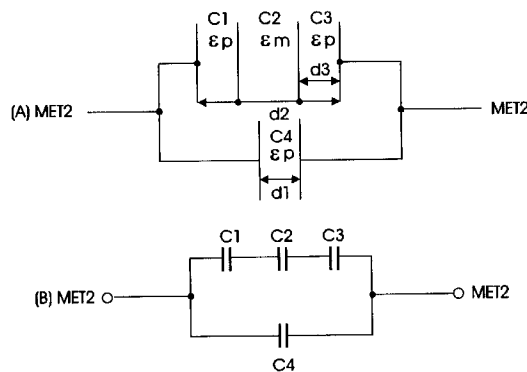 C1 C2 C3
εp εm εp
d3
(A) MET2 MET2
d2
C4
εp
d1
C1 C2 C3
(B) MET2 MET2
C4